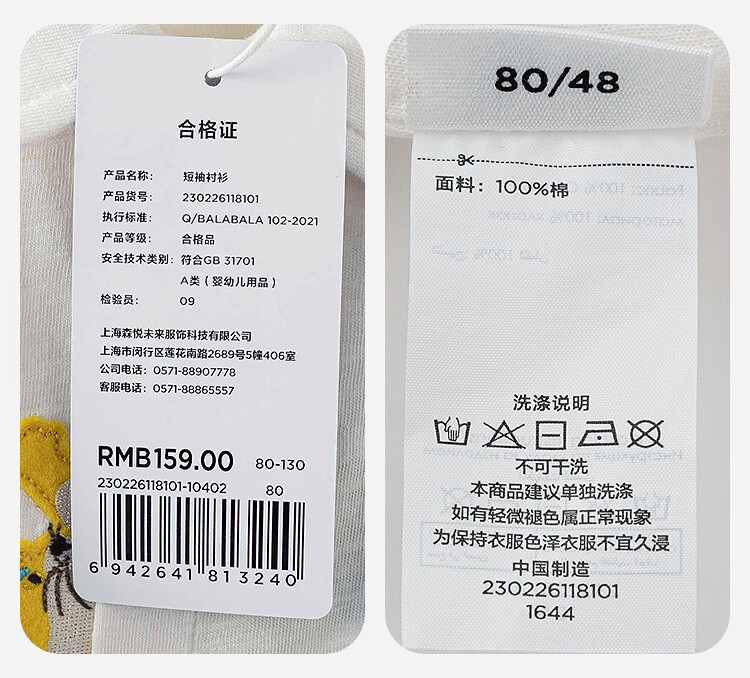 合格证
产品名称: 短袖衬衫
产品货号: 230226118101
执行标准: Q/BALABALA 102-2021
产品等级: 合格品
安全技术类别: 符合GB 31701
A类（婴幼儿用品）
检验员: 09
上海森悦未来服饰科技有限公司
上海市闵行区莲花南路2689号5幢406室
公司电话: 0571-88907778
客服电话: 0571-88865557
RMB159.00 80-130
230226118101-10402 80
6 942641 813240
80/48
面料: 100%棉
洗涤说明
不可干洗
本商品建议单独洗涤
如有轻微褪色属正常现象
为保持衣服色泽衣服不宜久浸
中国制造
230226118101
1644